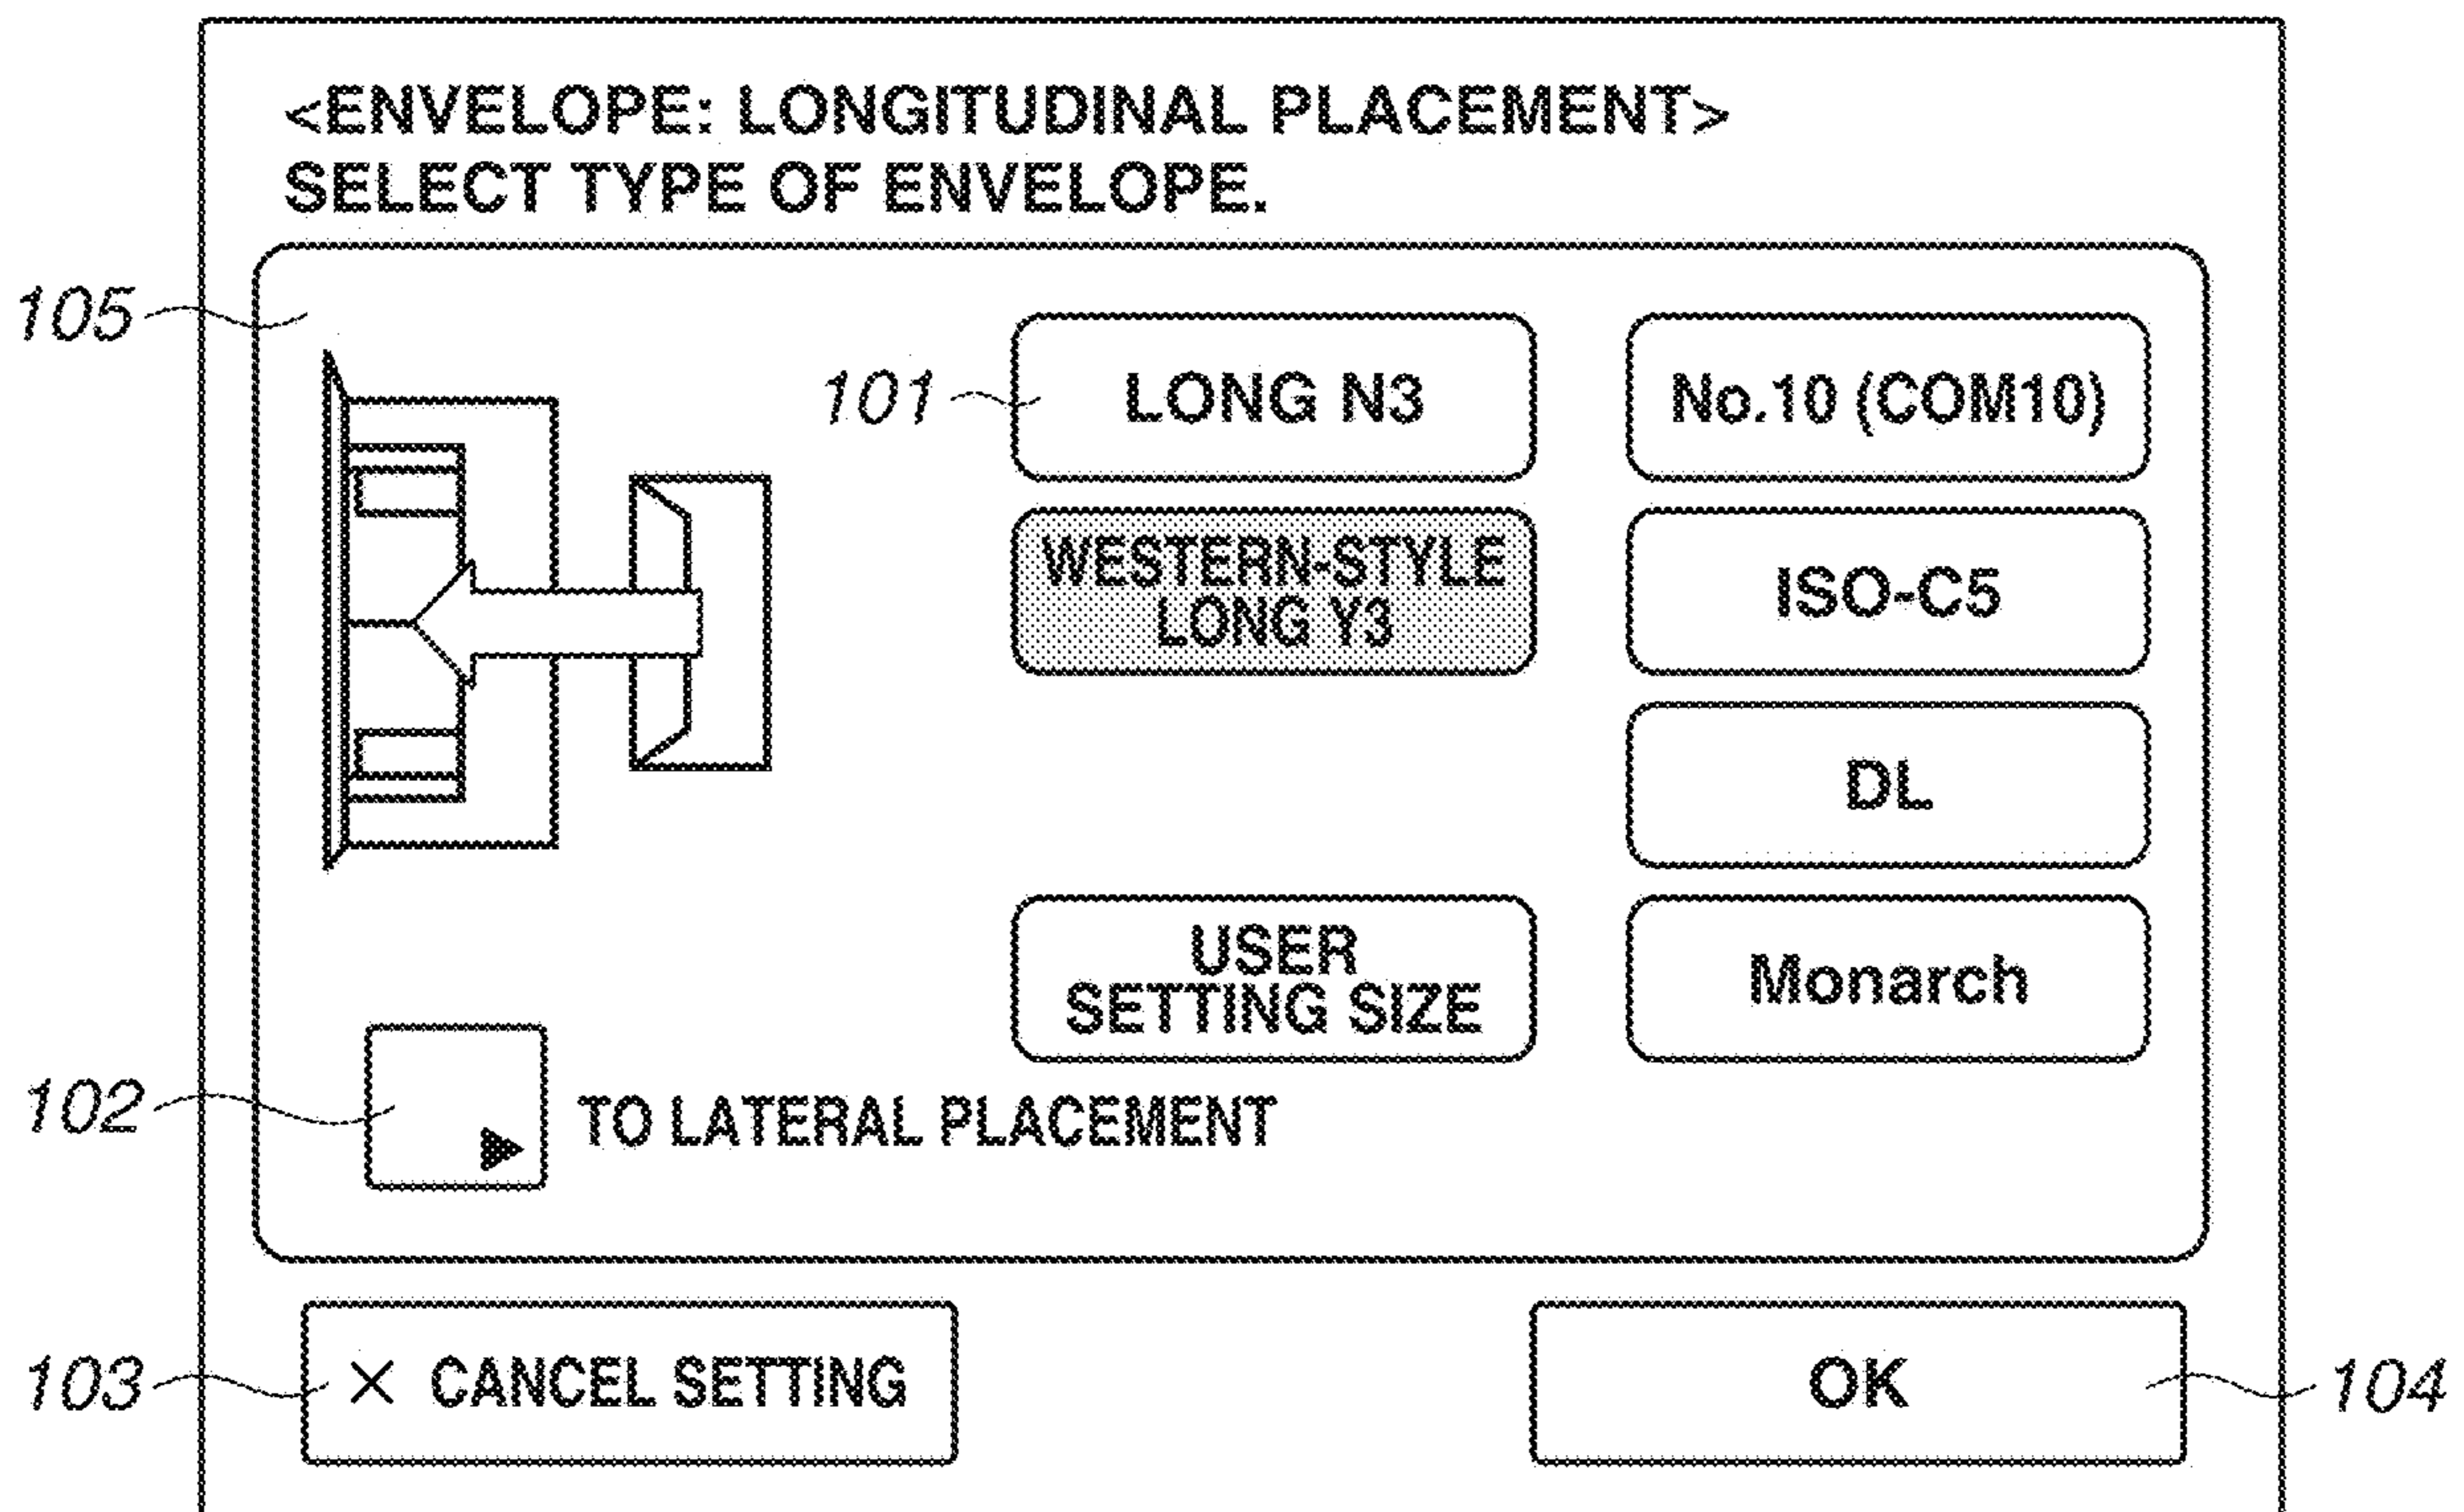 <ENVELOPE: LONGITUDINAL PLACEMENT>
SELECT TYPE OF ENVELOPE.
105
101
LONG N3
No.10 (COM10)
WESTERN-STYLE
LONG Y3
ISO-C5
DL
USER
SETTING SIZE
Monarch
102
TO LATERAL PLACEMENT
103
× CANCEL SETTING
OK
104